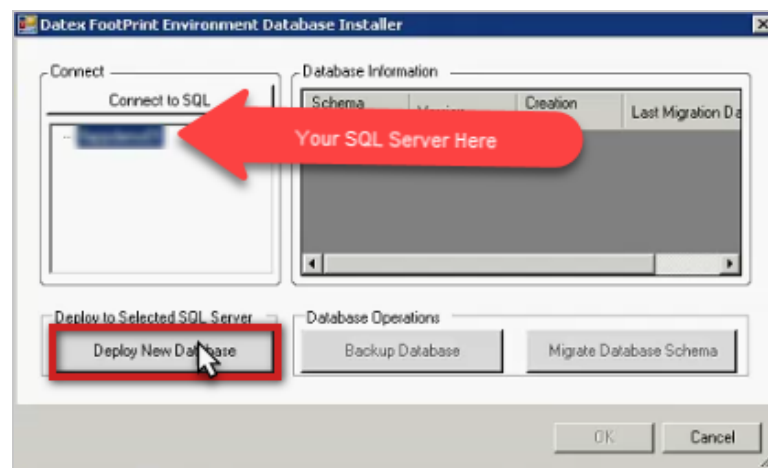 Datex FootPrint Environment Database Installer
Connect
Database Information
Connect to SQL
Schema
Creation
Last Migration Da
Your SQL Server Here
Deploy to Selected SQL Server
Database Operations
Deploy New Database
Backup Database
Migrate Database Schema
OK
Cancel